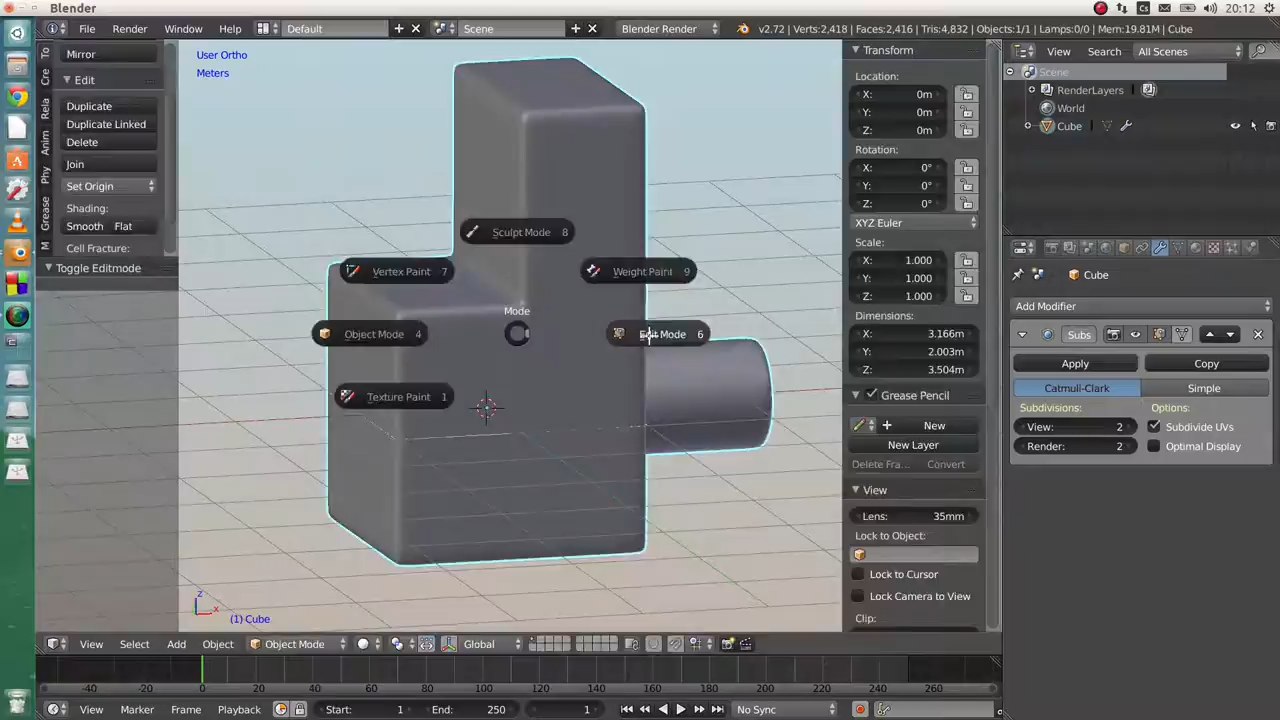 Blender
Cs
20:12
File
Render
Window
Help
Default
Scene
Blender Render
v2.72 | Verts:2,418 | Faces:2,416 | Tris:4,832 | Objects:1/1 | Lamps:0/0 | Mem:19.81M | Cube
To
Cre
Rela
Anim
Phy
Grease
M
Mirror
Edit
Duplicate
Duplicate Linked
Delete
Join
Set Origin
Shading:
Smooth Flat
Cell Fracture:
Toggle Editmode
User Ortho
Meters
Sculpt Mode 8
Vertex Paint 7
Weight Paint 9
Mode
Object Mode 4
Edit Mode 6
Texture Paint 1
z
x
(1) Cube
Transform
Location:
X: 0m
Y: 0m
Z: 0m
Rotation:
X: 0°
Y: 0°
Z: 0°
XYZ Euler
Scale:
X: 1.000
Y: 1.000
Z: 1.000
Dimensions:
X: 3.166m
Y: 2.003m
Z: 3.504m
Grease Pencil
New
New Layer
Delete Fra...
Convert
View
Lens: 35mm
Lock to Object:
Lock to Cursor
Lock Camera to View
Clip:
View
Search
All Scenes
Scene
RenderLayers
World
Cube
Cube
Add Modifier
Subs
Apply
Copy
Catmull-Clark
Simple
Subdivisions:
Options:
View: 2
Subdivide UVs
Render: 2
Optimal Display
View
Select
Add
Object
Object Mode
Global
-40 -20 0 20 40 60 80 100 120 140 160 180 200 220 240 260
View
Marker
Frame
Playback
Start: 1
End: 250
1
No Sync